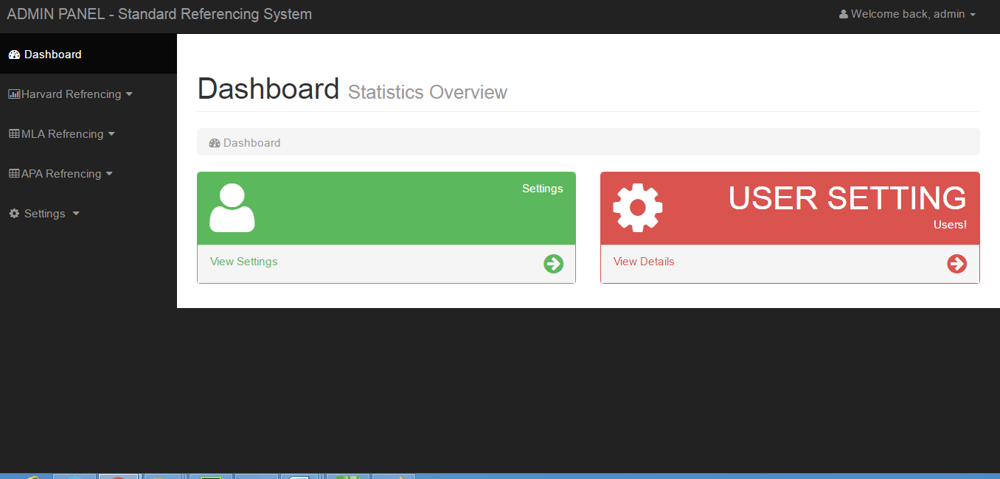 ADMIN PANEL - Standard Referencing System
Welcome back, admin
Dashboard
Harvard Refrencing
MLA Refrencing
APA Refrencing
Settings
Dashboard Statistics Overview
Dashboard
Settings
View Settings
USER SETTING
Users!
View Details